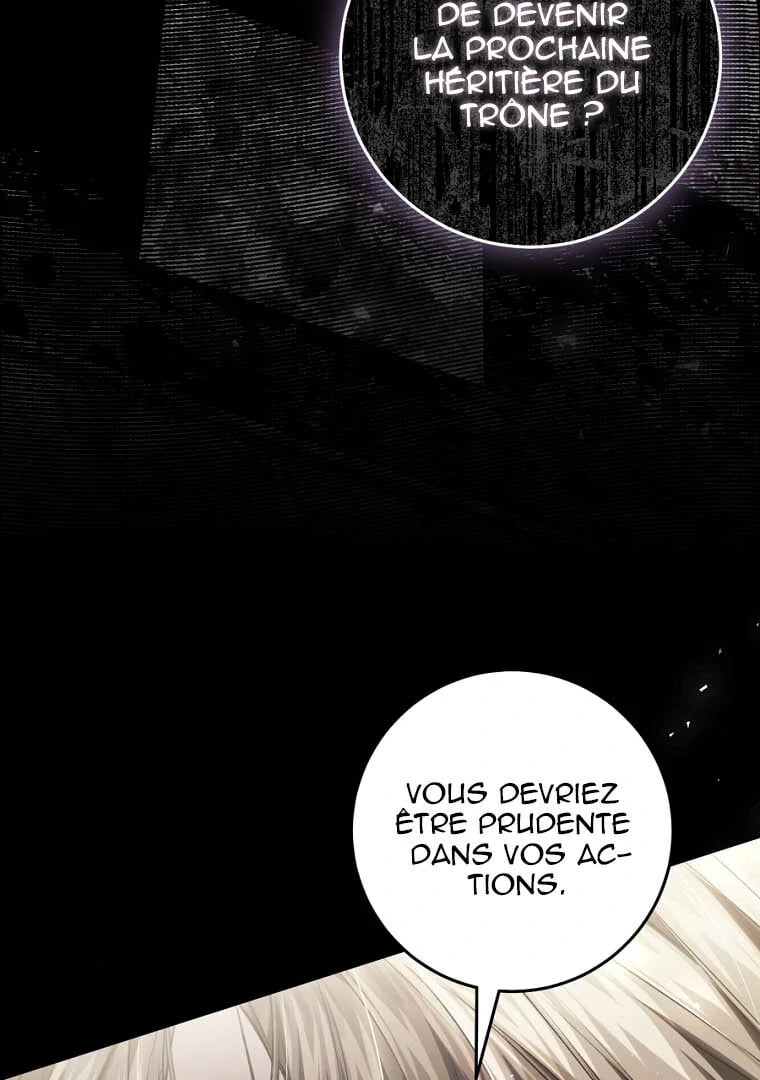 DE DEVENIR
LA PROCHAINE
HÉRITIÈRE DU
TRÔNE ?
VOUS DEVRIEZ
ÊTRE PRUDENTE
DANS VOS AC-
TIONS.